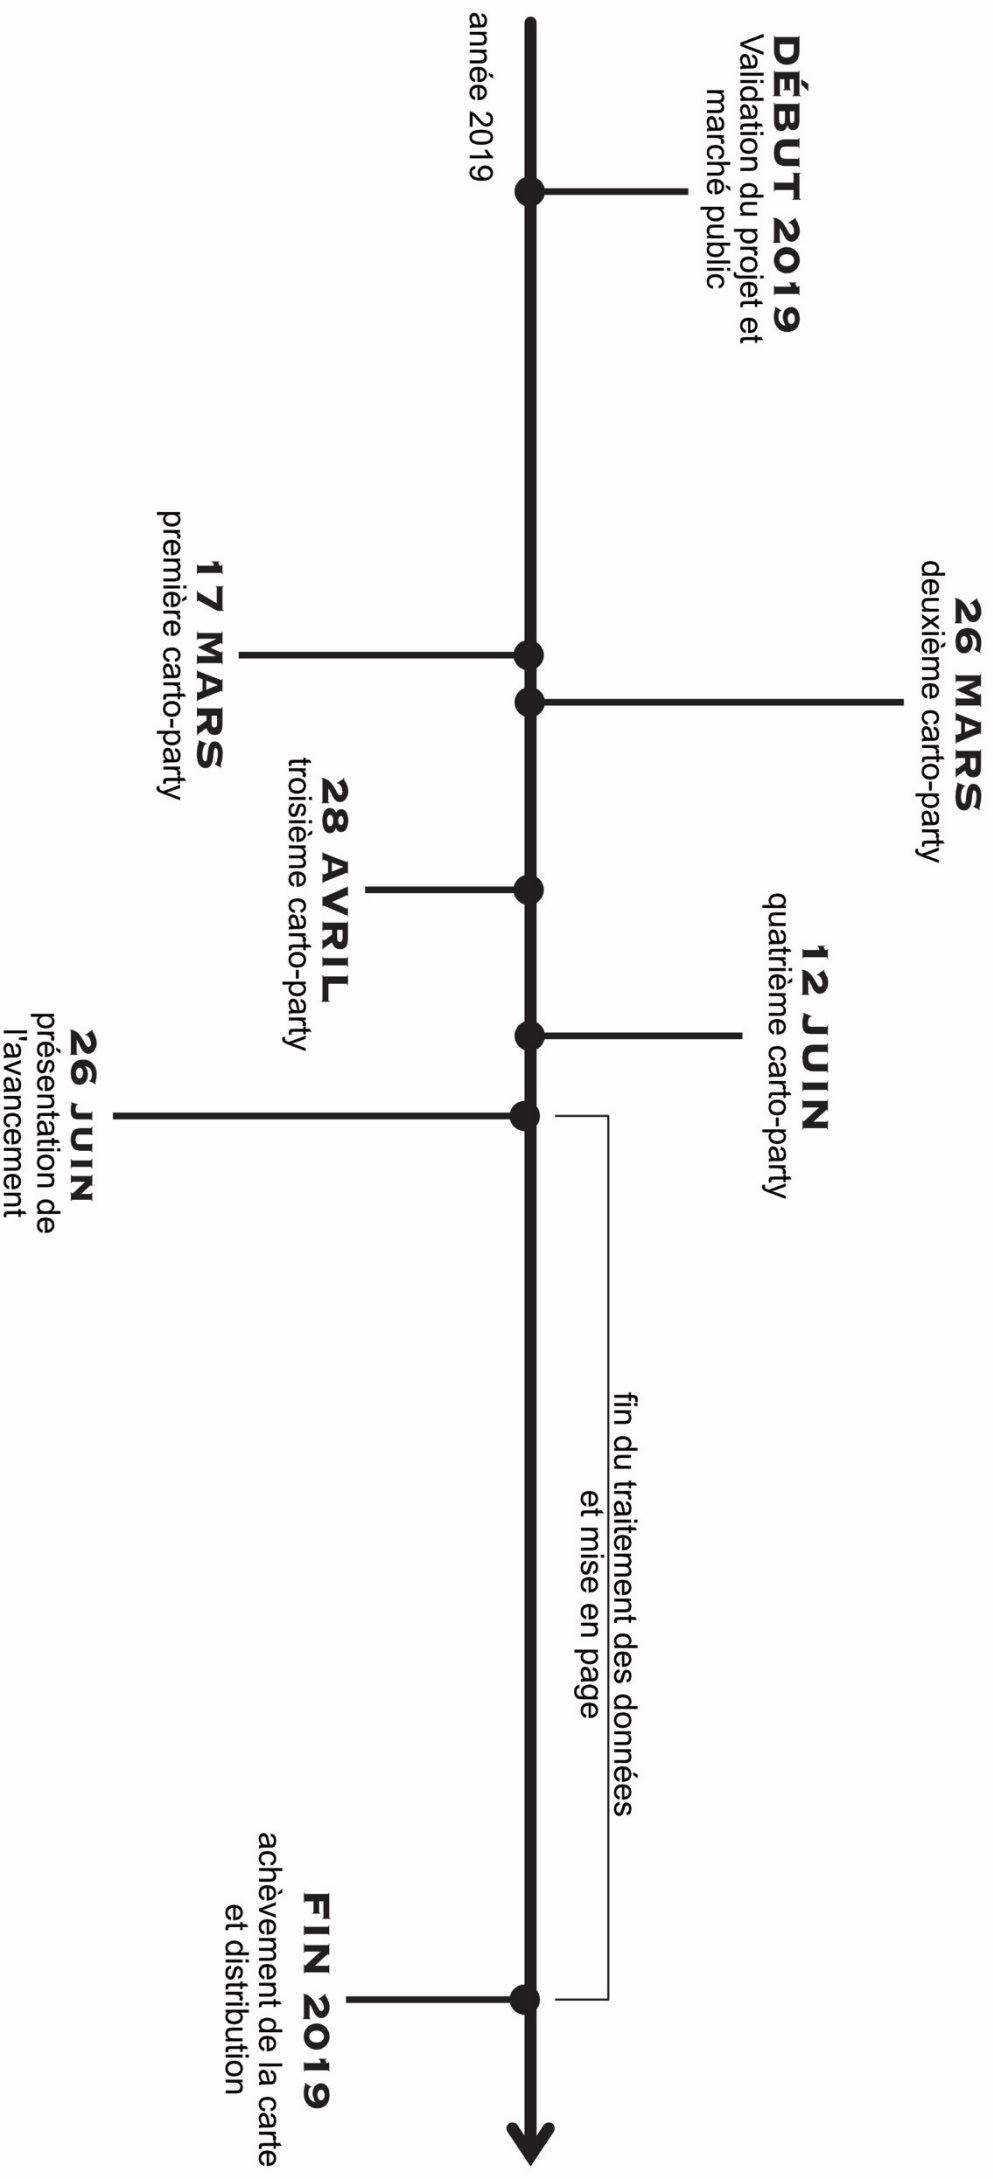 DÉBUT 2019
Validation du projet et
marché public
année 2019
17 MARS
première carto-party
26 MARS
deuxième carto-party
28 AVRIL
troisième carto-party
12 JUIN
quatrième carto-party
26 JUIN
présentation de
l'avancement
fin du traitement des données
et mise en page
FIN 2019
achèvement de la carte
et distribution